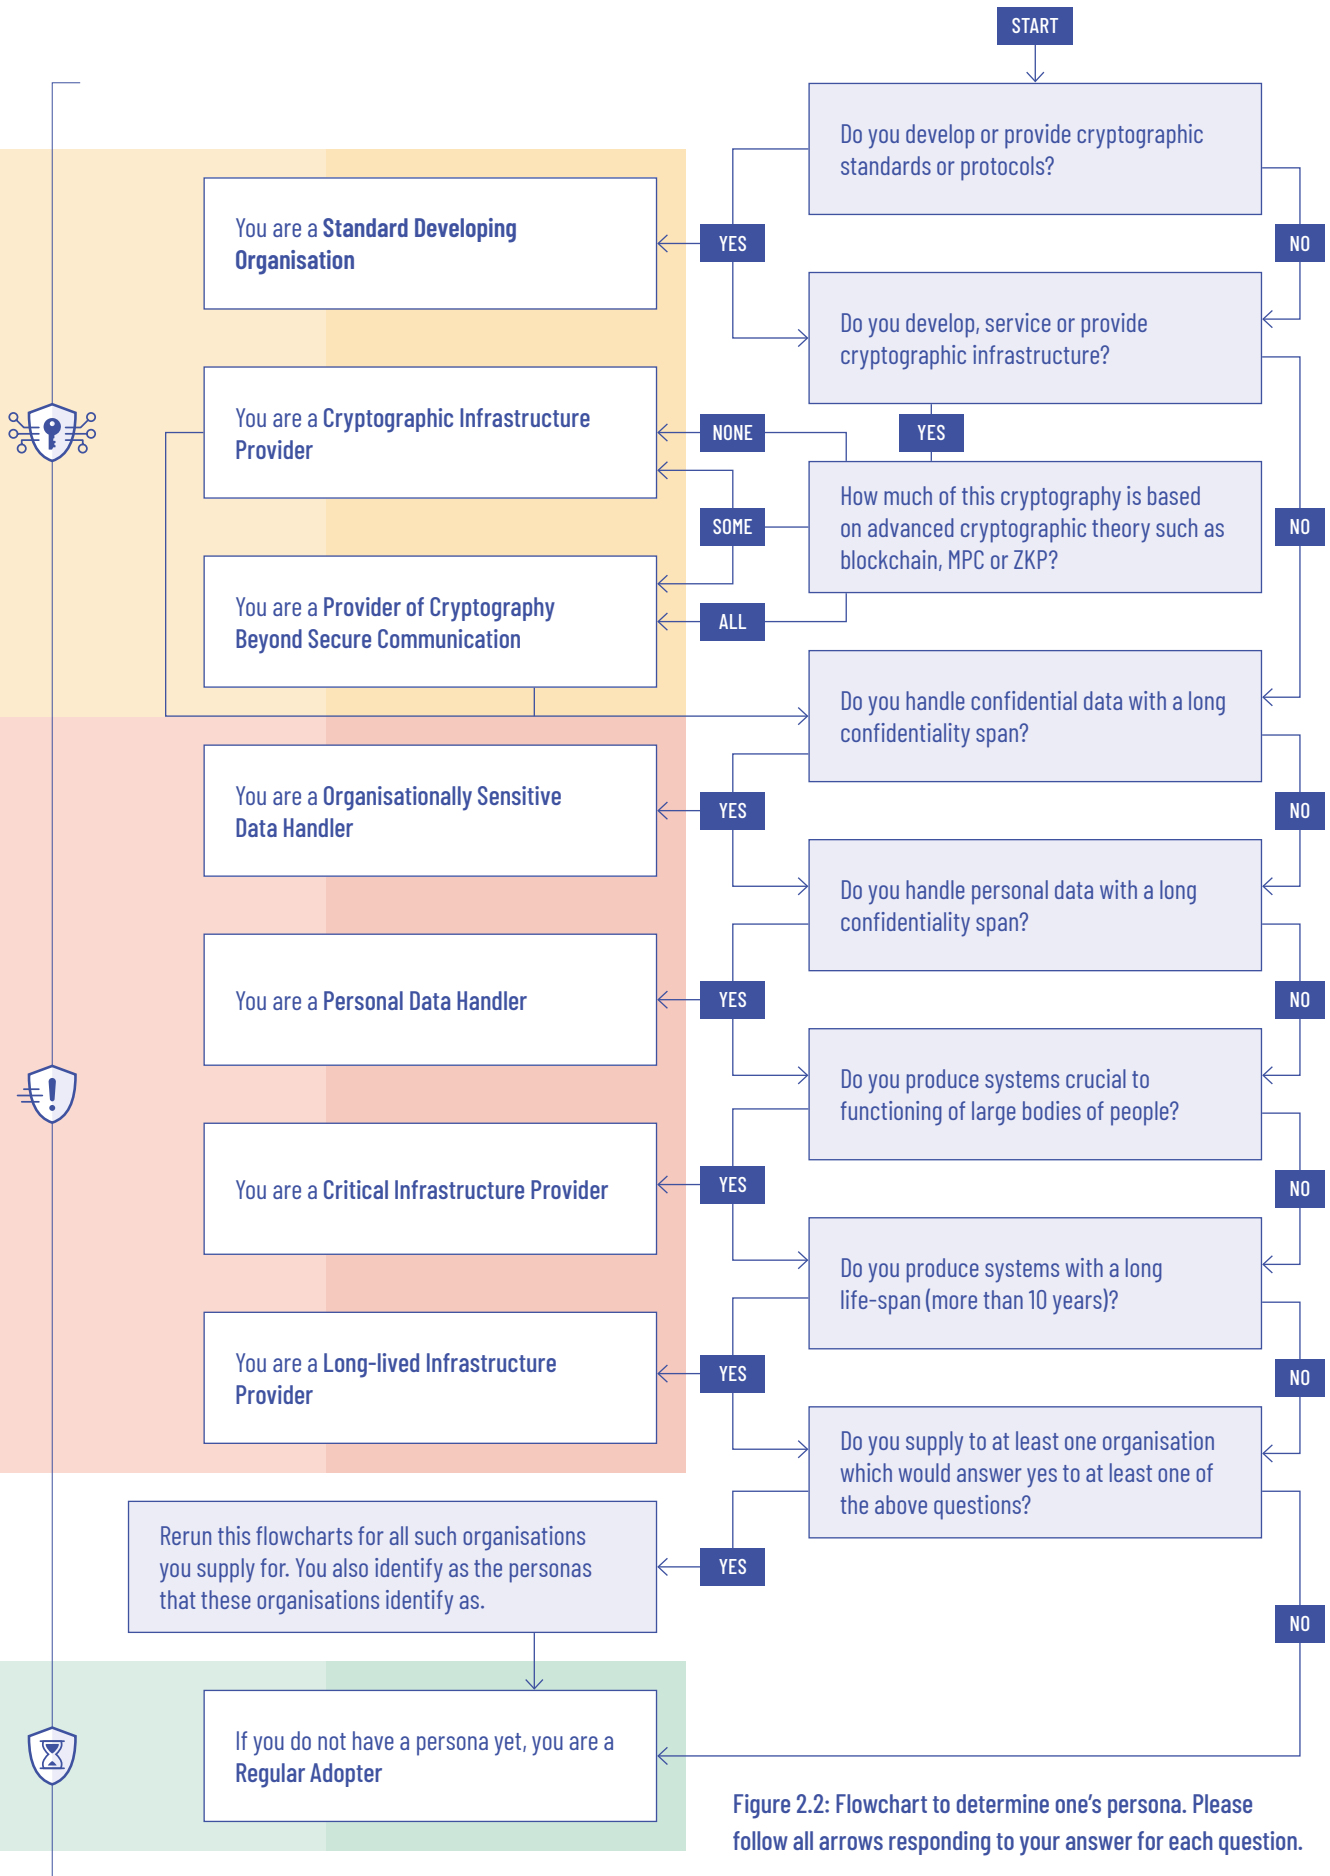 START
Do you develop or provide cryptographic
standards or protocols?
You are a Standard Developing
Organisation
YES
NO
Do you develop, service or provide
cryptographic infrastructure?
You are a Cryptographic Infrastructure
Provider
NONE
YES
How much of this cryptography is based
on advanced cryptographic theory such as
blockchain, MPC or ZKP?
SOME
NO
You are a Provider of Cryptography
Beyond Secure Communication
ALL
Do you handle confidential data with a long
confidentiality span?
You are a Organisationally Sensitive
Data Handler
YES
NO
Do you handle personal data with a long
confidentiality span?
You are a Personal Data Handler
YES
NO
Do you produce systems crucial to
functioning of large bodies of people?
You are a Critical Infrastructure Provider
YES
NO
Do you produce systems with a long
life-span (more than 10 years)?
You are a Long-lived Infrastructure
Provider
YES
NO
Do you supply to at least one organisation
which would answer yes to at least one of
the above questions?
Rerun this flowcharts for all such organisations
you supply for. You also identify as the personas
that these organisations identify as.
YES
NO
If you do not have a persona yet, you are a
Regular Adopter
Figure 2.2: Flowchart to determine one’s persona. Please
follow all arrows responding to your answer for each question.